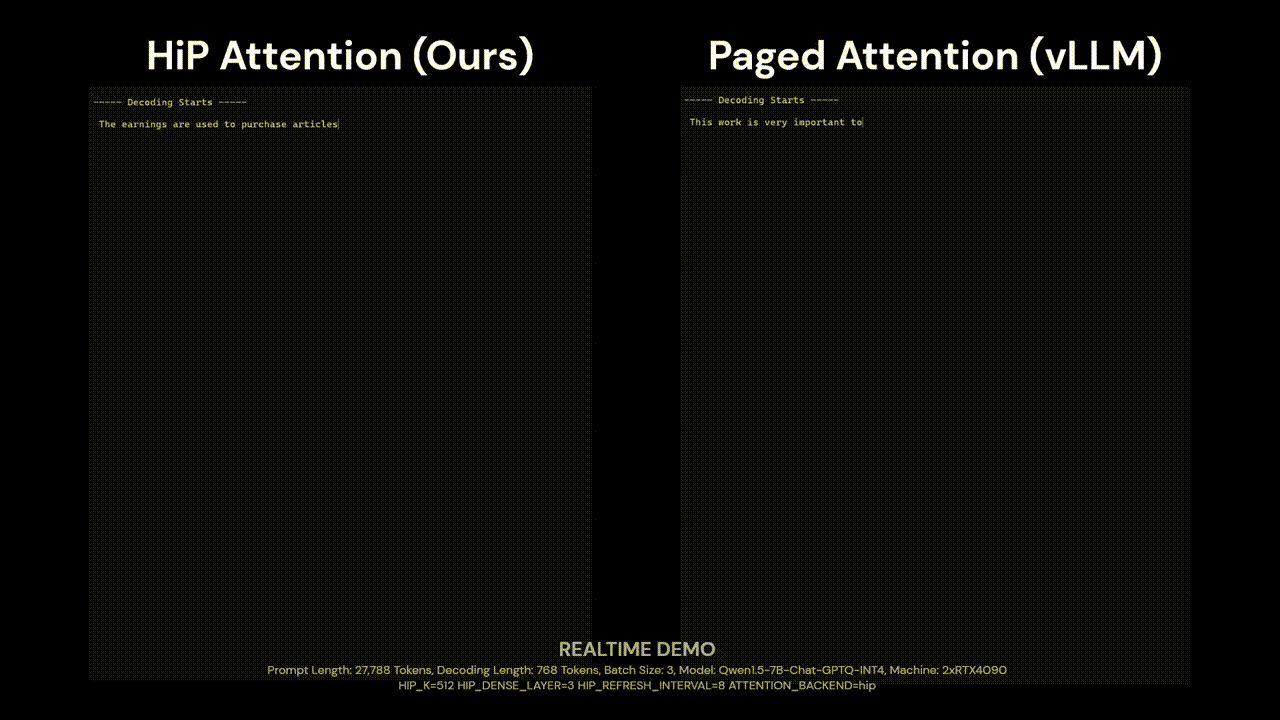 HiP Attention (Ours)
----- Decoding Starts -----
The earnings are used to purchase articles
Paged Attention (vLLM)
----- Decoding Starts -----
This work is very important to
REALTIME DEMO
Prompt Length: 27,788 Tokens, Decoding Length: 768 Tokens, Batch Size: 3, Model: Qwen1.5-7B-Chat-GPTQ-INT4, Machine: 2xRTX4090
HIP_K=512 HIP_DENSE_LAYER=3 HIP_REFRESH_INTERVAL=8 ATTENTION_BACKEND=hip